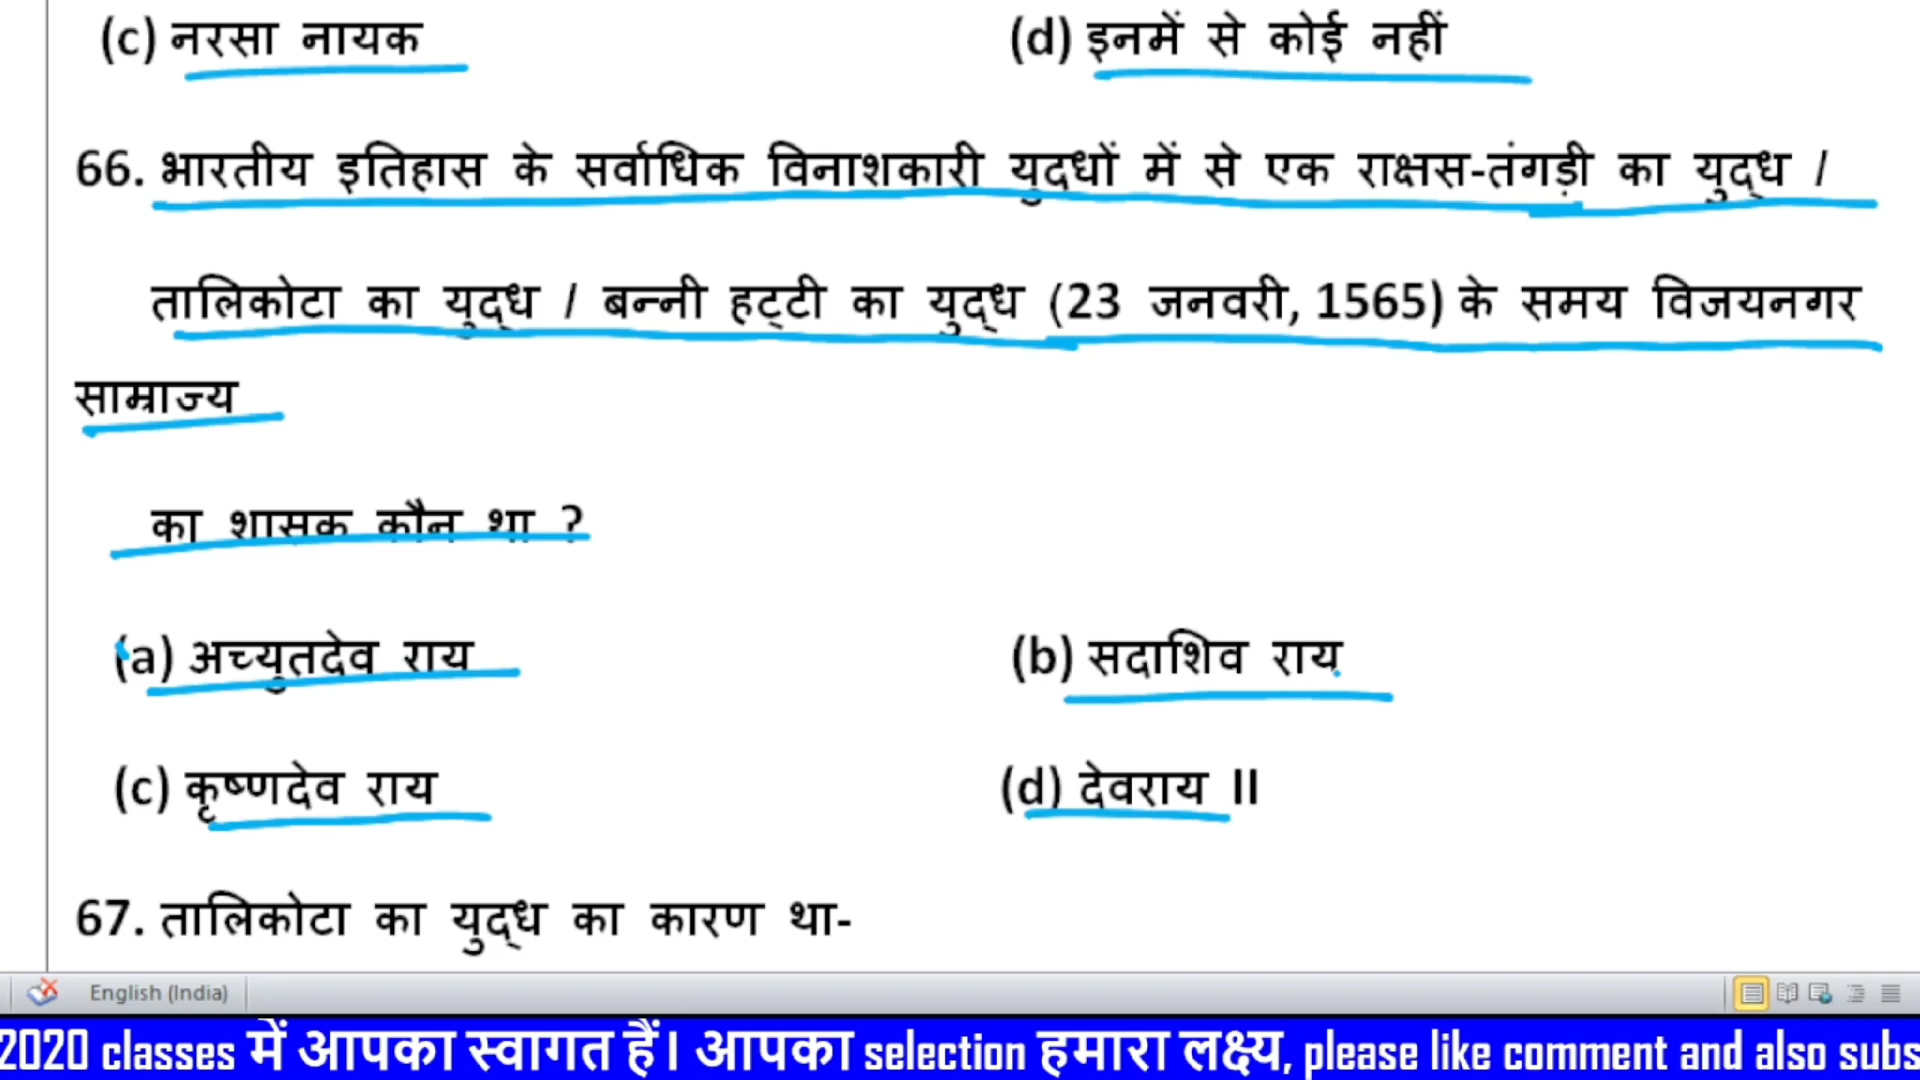 (c) नरसा नायक (d) इनमें से कोई नहीं
66. भारतीय इतिहास के सर्वाधिक विनाशकारी युद्धों में से एक राक्षस-तंगड़ी का युद्ध /
तालिकोटा का युद्ध / बन्नी हट्टी का युद्ध (23 जनवरी, 1565) के समय विजयनगर
साम्राज्य
का शासक कौन था ?
(a) अच्युतदेव राय (b) सदाशिव राय
(c) कृष्णदेव राय (d) देवराय II
67. तालिकोटा का युद्ध का कारण था-
English (India)
2020 classes में आपका स्वागत हैं। आपका selection हमारा लक्ष्य, please like comment and also subs